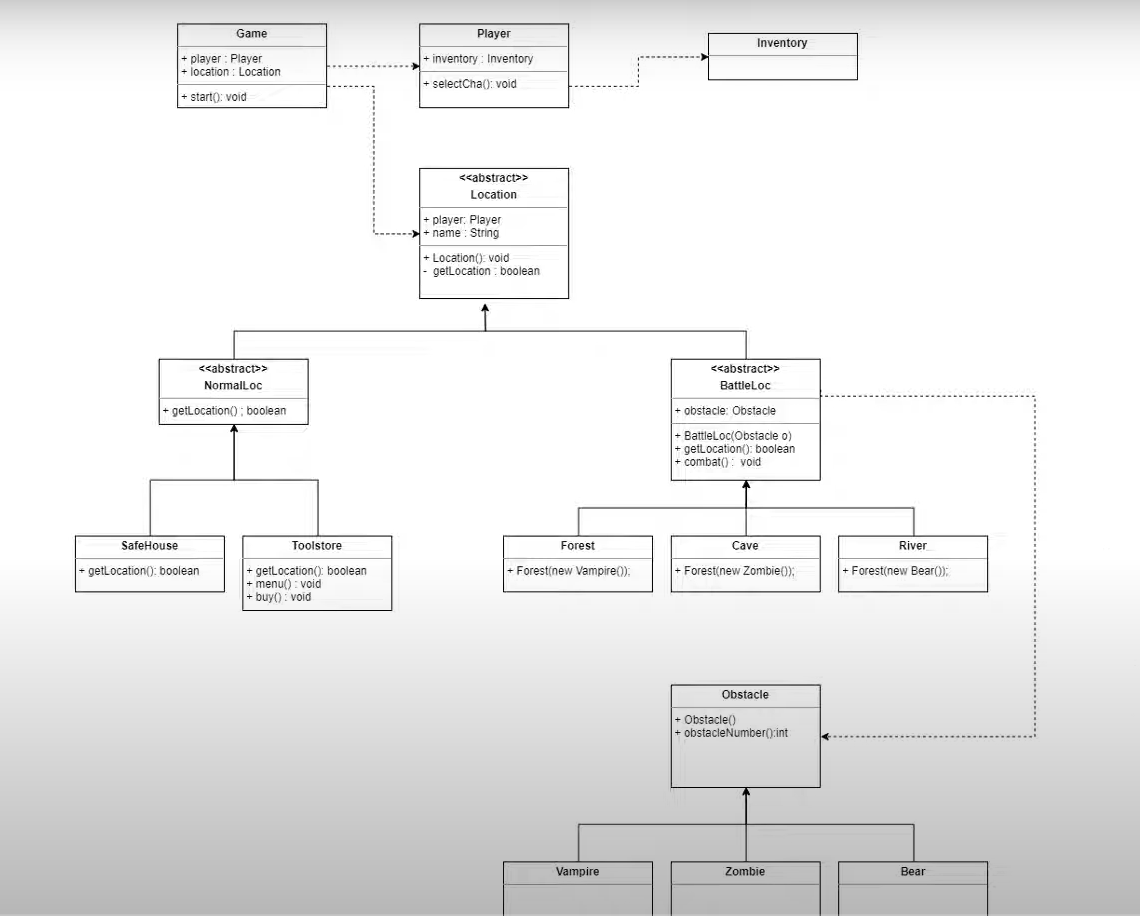 Game
+ player : Player
+ location : Location
+ start(): void
Player
+ inventory : Inventory
+ selectCha(): void
Inventory
<<abstract>>
Location
+ player: Player
+ name : String
+ Location(): void
- getLocation : boolean
<<abstract>>
NormalLoc
+ getLocation() ; boolean
<<abstract>>
BattleLoc
+ obstacle: Obstacle
+ BattleLoc(Obstacle o)
+ getLocation(): boolean
+ combat() : void
SafeHouse
+ getLocation(): boolean
Toolstore
+ getLocation(): boolean
+ menu() : void
+ buy() : void
Forest
+ Forest(new Vampire());
Cave
+ Forest(new Zombie());
River
+ Forest(new Bear());
Obstacle
+ Obstacle()
+ obstacleNumber():int
Vampire
Zombie
Bear